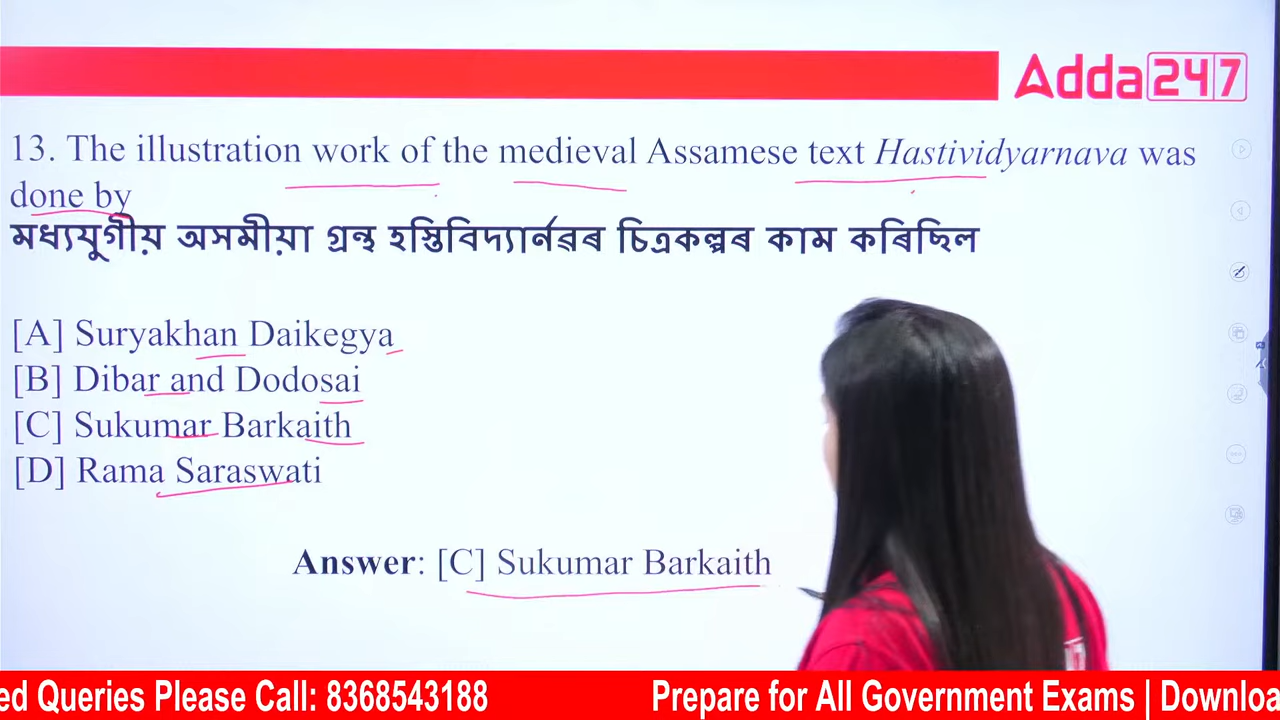 Adda247
13. The illustration work of the medieval Assamese text Hastividyarnava was
done by
মধ্যযুগীয় অসমীয়া গ্ৰন্থ হস্তিবিদ্যাৰ্নৱৰ চিত্ৰকল্পৰ কাম কৰিছিল
[A] Suryakhan Daikegya
[B] Dibar and Dodosai
[C] Sukumar Barkaith
[D] Rama Saraswati
Answer: [C] Sukumar Barkaith
ed Queries Please Call: 8368543188 Prepare for All Government Exams | Downloa